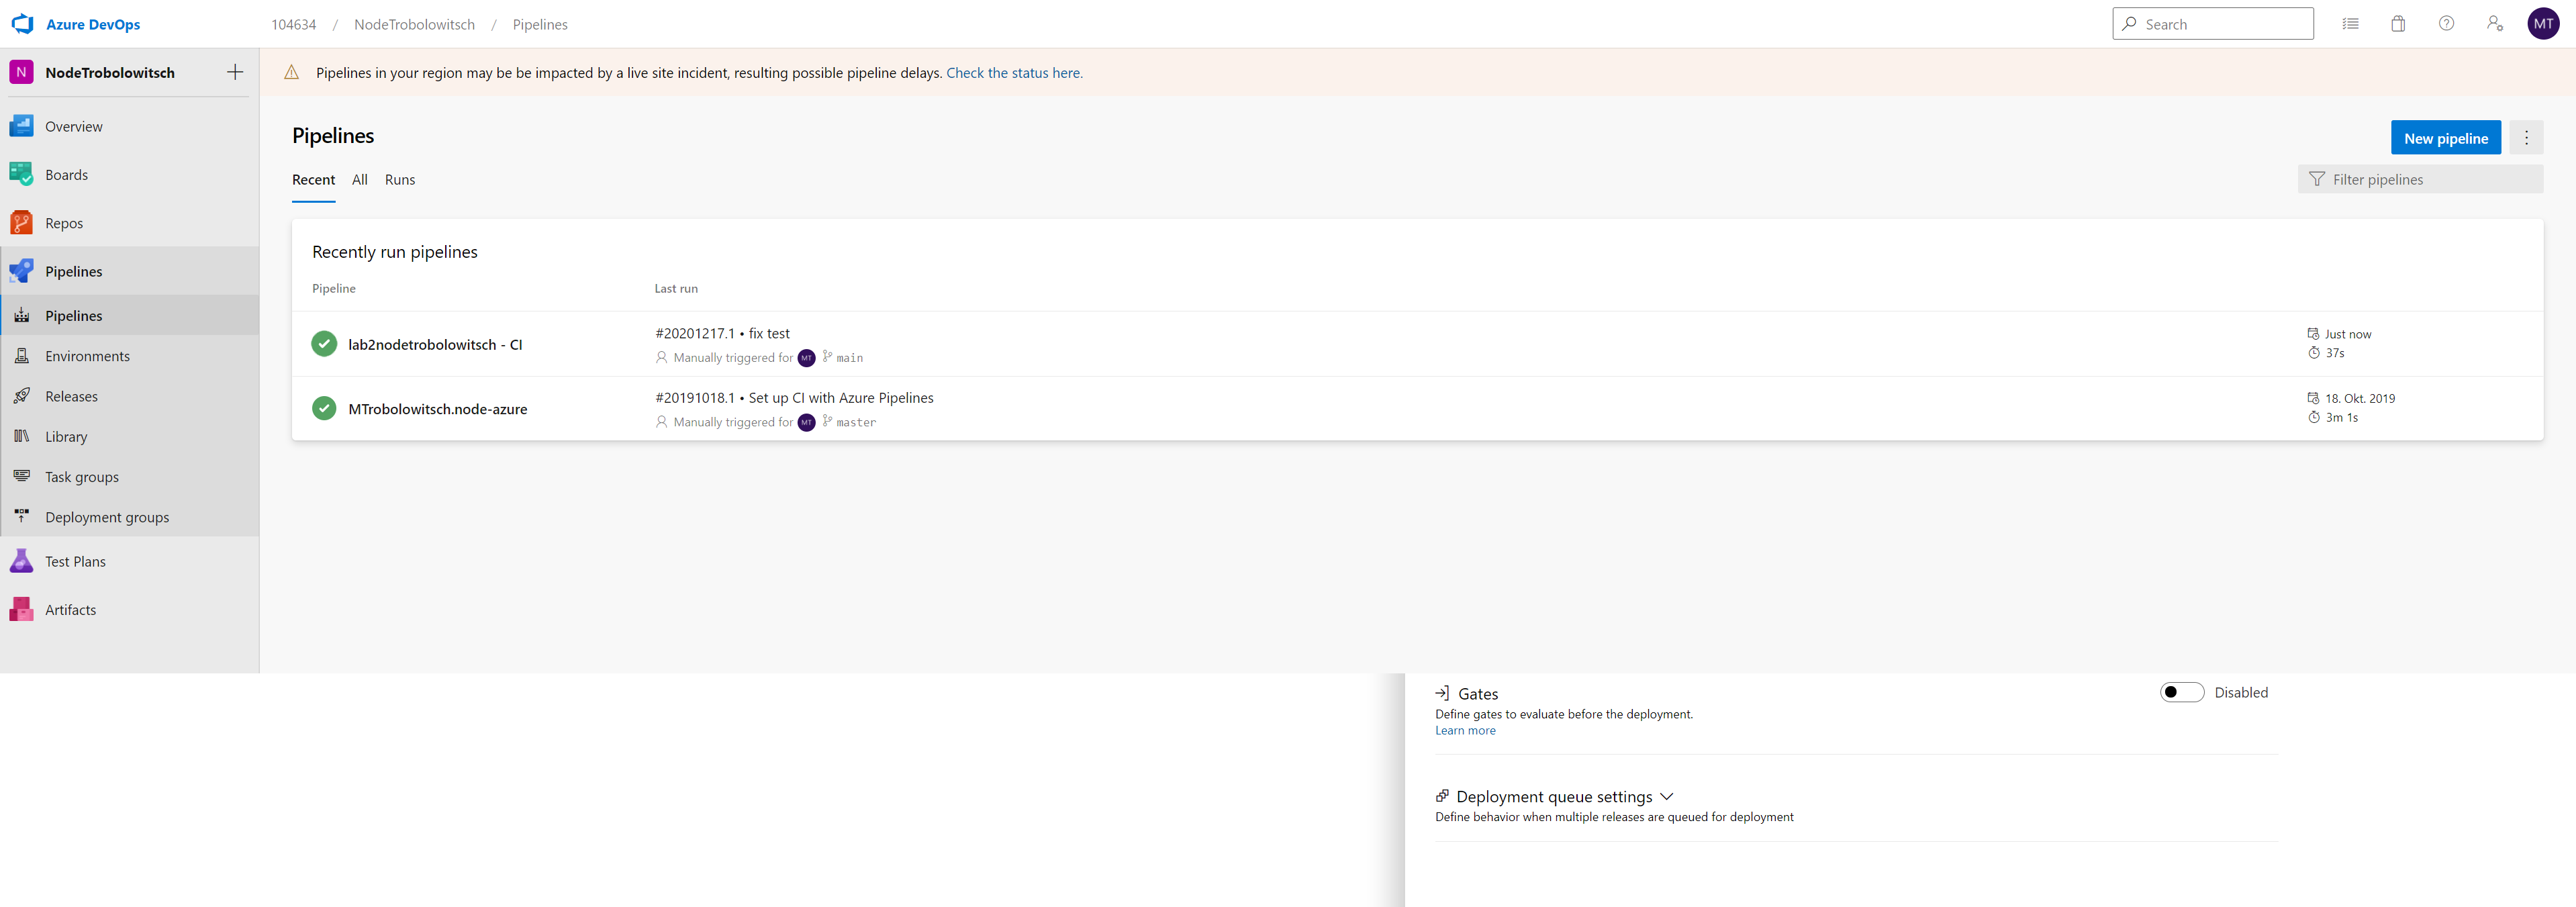 Azure DevOps
104634 / NodeTrobolowitsch / Pipelines
Search
MT
N NodeTrobolowitsch
Pipelines in your region may be be impacted by a live site incident, resulting possible pipeline delays. Check the status here.
Overview
Boards
Repos
Pipelines
Pipelines
Environments
Releases
Library
Task groups
Deployment groups
Test Plans
Artifacts
Pipelines
New pipeline
Recent All Runs
Filter pipelines
Recently run pipelines
Pipeline Last run
lab2nodetrobolowitsch - CI
#20201217.1 • fix test
Manually triggered for MT main
Just now
37s
MTrobolowitsch.node-azure
#20191018.1 • Set up CI with Azure Pipelines
Manually triggered for MT master
18. Okt. 2019
3m 1s
Gates
Disabled
Define gates to evaluate before the deployment.
Learn more
Deployment queue settings
Define behavior when multiple releases are queued for deployment